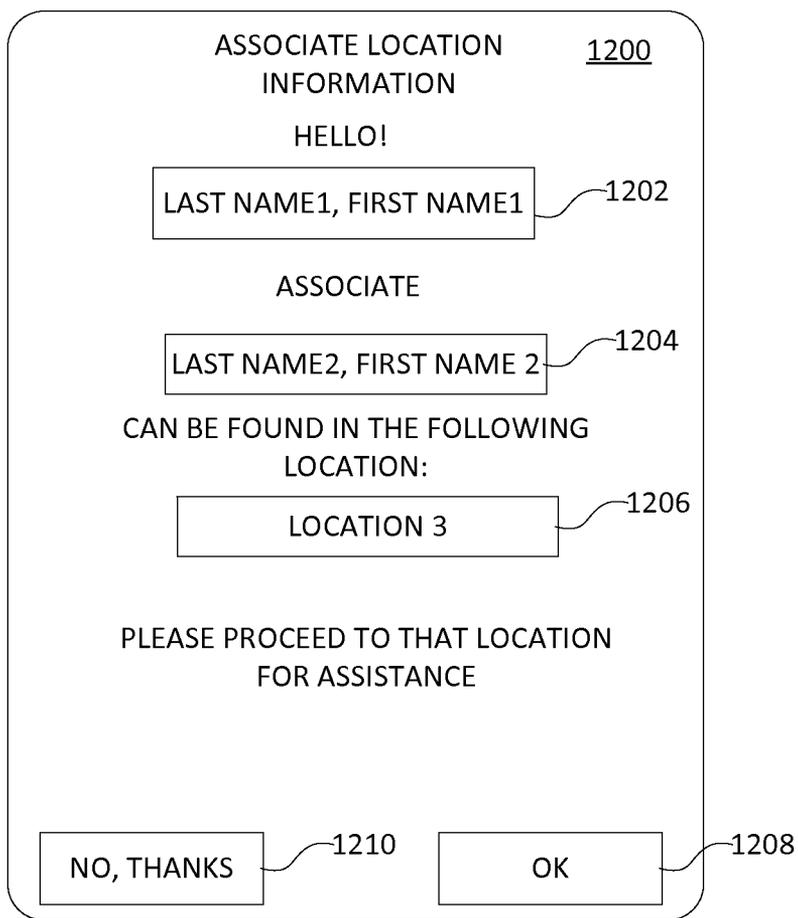 ASSOCIATE LOCATION
INFORMATION
1200
HELLO!
LAST NAME1, FIRST NAME1
1202
ASSOCIATE
LAST NAME2, FIRST NAME 2
1204
CAN BE FOUND IN THE FOLLOWING
LOCATION:
LOCATION 3
1206
PLEASE PROCEED TO THAT LOCATION
FOR ASSISTANCE
NO, THANKS
1210
OK
1208